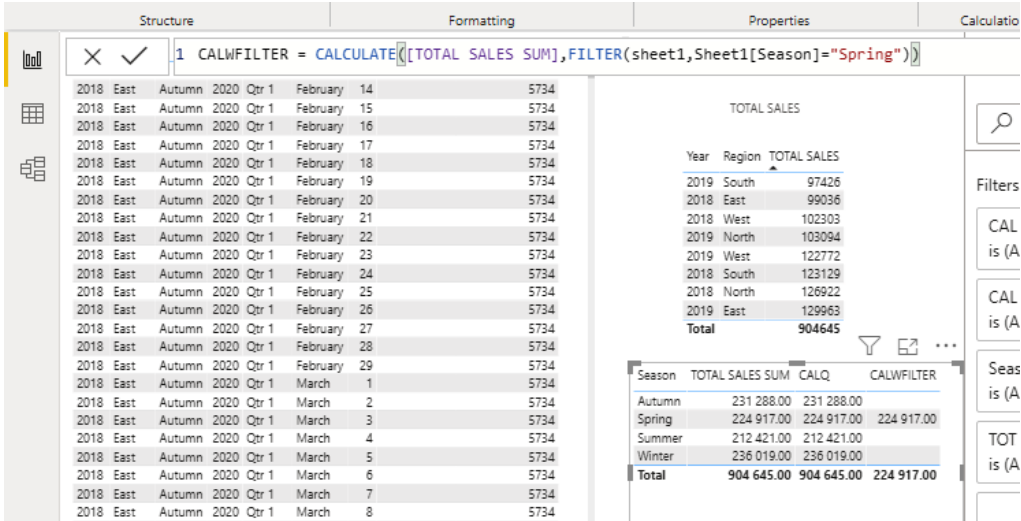 Structure Formatting Properties Calculatio
1 CALWFILTER = CALCULATE([TOTAL SALES SUM],FILTER(sheet1,Sheet1[Season]="Spring"))
2018 East Autumn 2020 Qtr 1 February 14 5734
2018 East Autumn 2020 Qtr 1 February 15 5734
2018 East Autumn 2020 Qtr 1 February 16 5734
2018 East Autumn 2020 Qtr 1 February 17 5734
2018 East Autumn 2020 Qtr 1 February 18 5734
2018 East Autumn 2020 Qtr 1 February 19 5734
2018 East Autumn 2020 Qtr 1 February 20 5734
2018 East Autumn 2020 Qtr 1 February 21 5734
2018 East Autumn 2020 Qtr 1 February 22 5734
2018 East Autumn 2020 Qtr 1 February 23 5734
2018 East Autumn 2020 Qtr 1 February 24 5734
2018 East Autumn 2020 Qtr 1 February 25 5734
2018 East Autumn 2020 Qtr 1 February 26 5734
2018 East Autumn 2020 Qtr 1 February 27 5734
2018 East Autumn 2020 Qtr 1 February 28 5734
2018 East Autumn 2020 Qtr 1 February 29 5734
2018 East Autumn 2020 Qtr 1 March 1 5734
2018 East Autumn 2020 Qtr 1 March 2 5734
2018 East Autumn 2020 Qtr 1 March 3 5734
2018 East Autumn 2020 Qtr 1 March 4 5734
2018 East Autumn 2020 Qtr 1 March 5 5734
2018 East Autumn 2020 Qtr 1 March 6 5734
2018 East Autumn 2020 Qtr 1 March 7 5734
2018 East Autumn 2020 Qtr 1 March 8 5734
TOTAL SALES
Year Region TOTAL SALES
2019 South 97426
2018 East 99036
2018 West 102303
2019 North 103094
2019 West 122772
2018 South 123129
2018 North 126922
2019 East 129963
Total 904645
Season TOTAL SALES SUM CALQ CALWFILTER
Autumn 231 288.00 231 288.00
Spring 224 917.00 224 917.00 224 917.00
Summer 212 421.00 212 421.00
Winter 236 019.00 236 019.00
Total 904 645.00 904 645.00 224 917.00
Filters
CAL
is (A
CAL
is (A
Seas
is (A
TOT
is (A